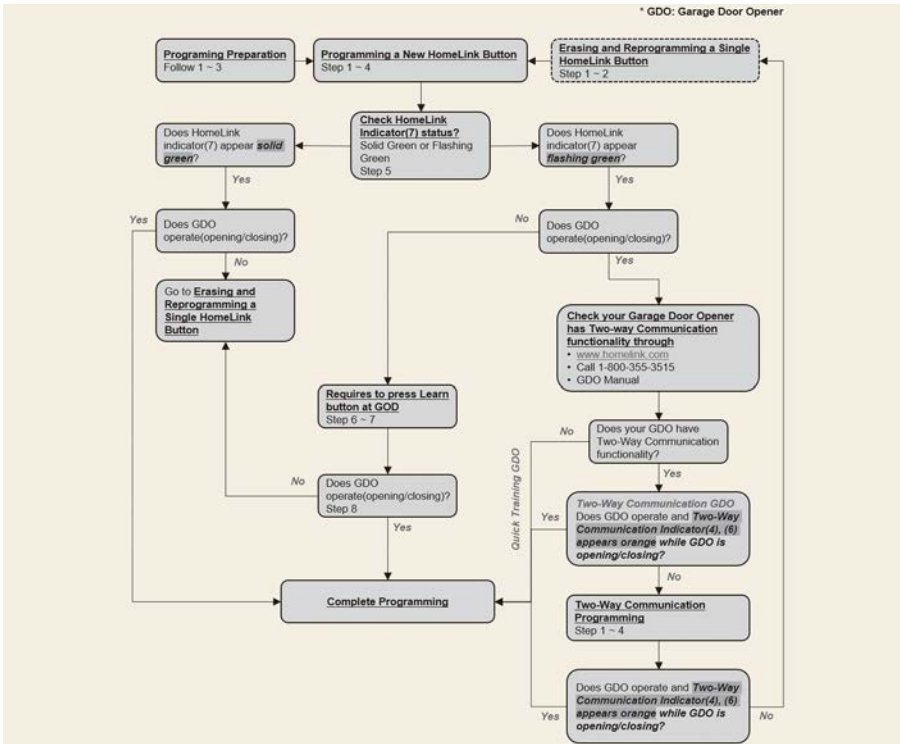 * GDO: Garage Door Opener
Programing Preparation
Follow 1 ~ 3
Programming a New HomeLink Button
Step 1 ~ 4
Erasing and Reprogramming a Single
HomeLink Button
Step 1 ~ 2
Check HomeLink
Indicator(7) status?
Solid Green or Flashing
Green
Step 5
Does HomeLink
indicator(7) appear solid
green?
Does HomeLink
indicator(7) appear
flashing green?
Yes
Yes
Yes
Does GDO
operate(opening/closing)?
No
Does GDO
operate(opening/closing)?
No
Yes
Go to Erasing and
Reprogramming a
Single HomeLink
Button
Check your Garage Door Opener
has Two-way Communication
functionality through
• www.homelink.com
• Call 1-800-355-3515
• GDO Manual
Requires to press Learn
button at GOD
Step 6 ~ 7
No
Does your GDO have
Two-Way Communication
functionality?
Yes
No
Does GDO
operate(opening/closing)?
Step 8
Yes
Quick Training GDO
Yes
Two-Way Communication GDO
Does GDO operate and Two-Way
Communication Indicator(4), (6)
appears orange while GDO is
opening/closing?
No
Complete Programming
Two-Way Communication
Programming
Step 1 ~ 4
Yes
Does GDO operate and Two-Way
Communication Indicator(4), (6)
appears orange while GDO is
opening/closing?
No